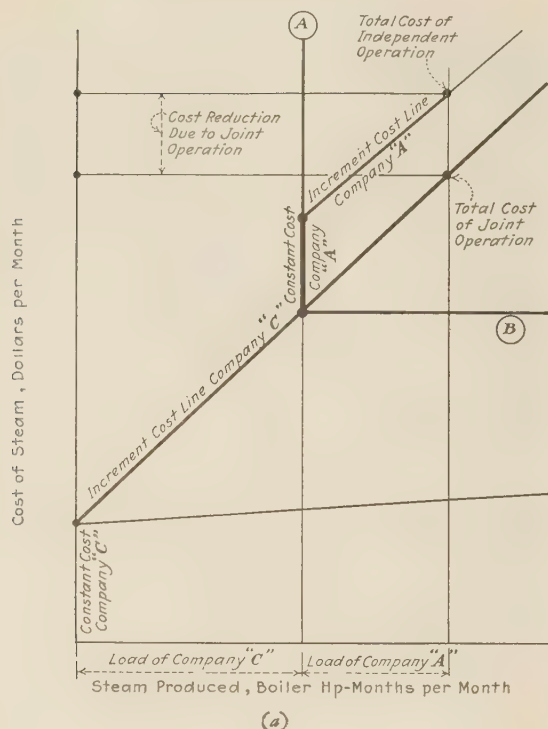 A
Total Cost of
Independent
Operation
Cost Reduction
Due to Joint
Operation
Increment Cost Line
Company "A"
Constant Cost
Company
"A"
Total Cost
of Joint
Operation
B
Increment Cost Line Company "C"
Cost of Steam, Dollars per Month
Constant Cost
Company "C"
Load of Company "C"
Load of Company "A"
Steam Produced, Boiler Hp-Months per Month
(a)